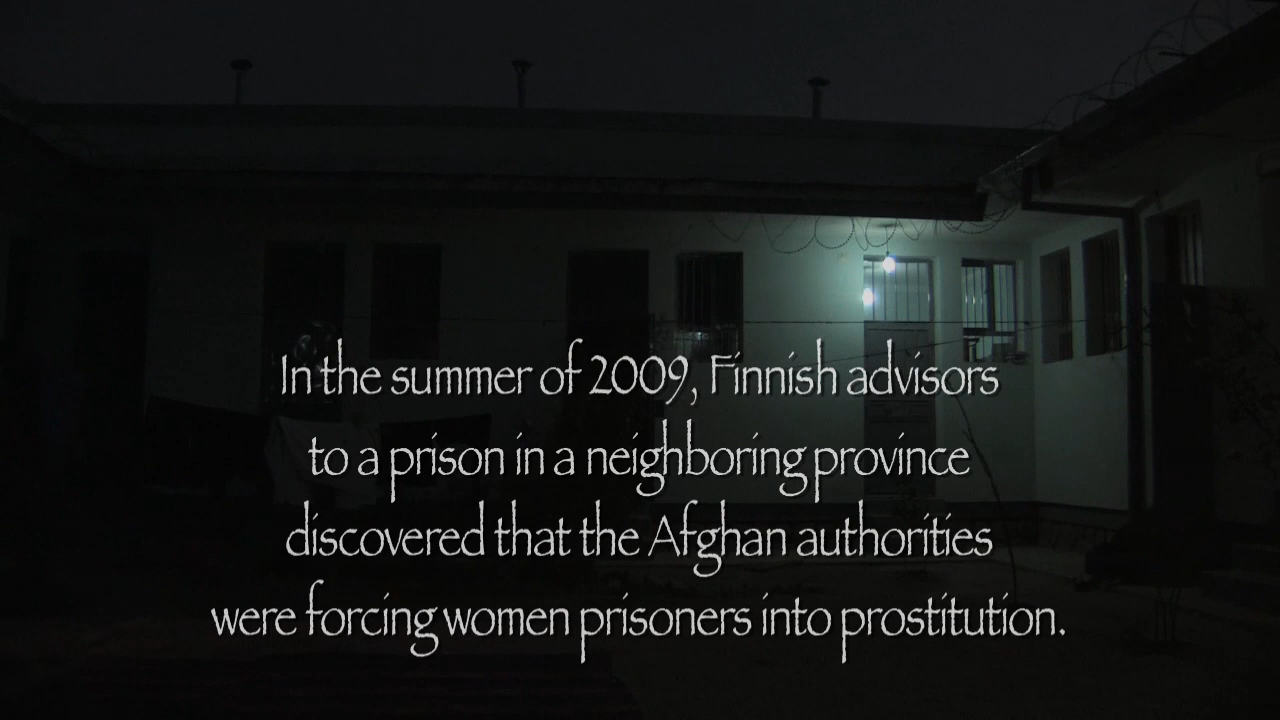 In the summer of 2009, Finnish advisors
to a prison in a neighboring province
discovered that the Afghan authorities
were forcing women prisoners into prostitution.